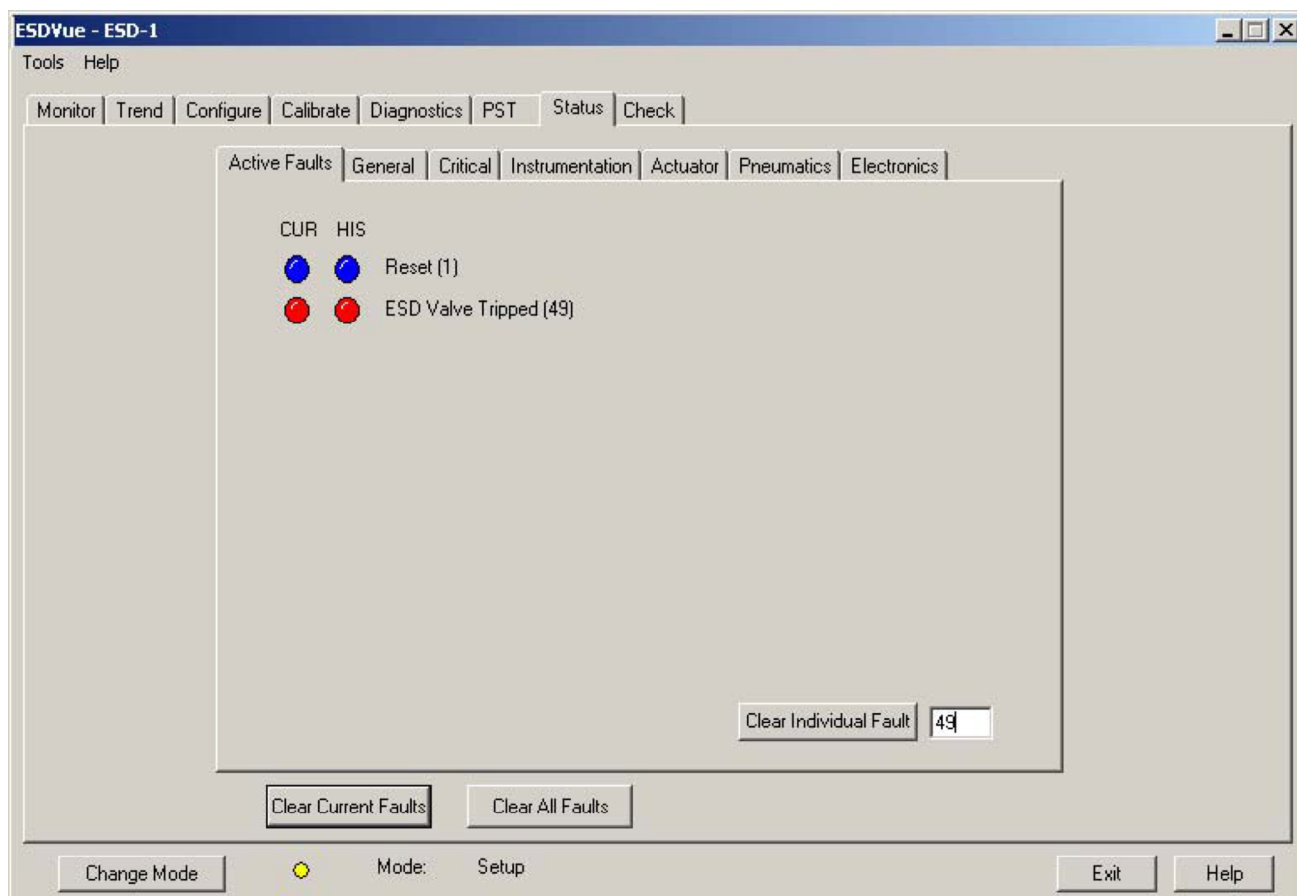 ESDVue - ESD-1
Tools Help
Monitor Trend Configure Calibrate Diagnostics PST Status Check
Active Faults General Critical Instrumentation Actuator Pneumatics Electronics
CUR HIS
Reset (1)
ESD Valve Tripped (49)
Clear Individual Fault 49
Clear Current Faults Clear All Faults
Change Mode Mode: Setup Exit Help